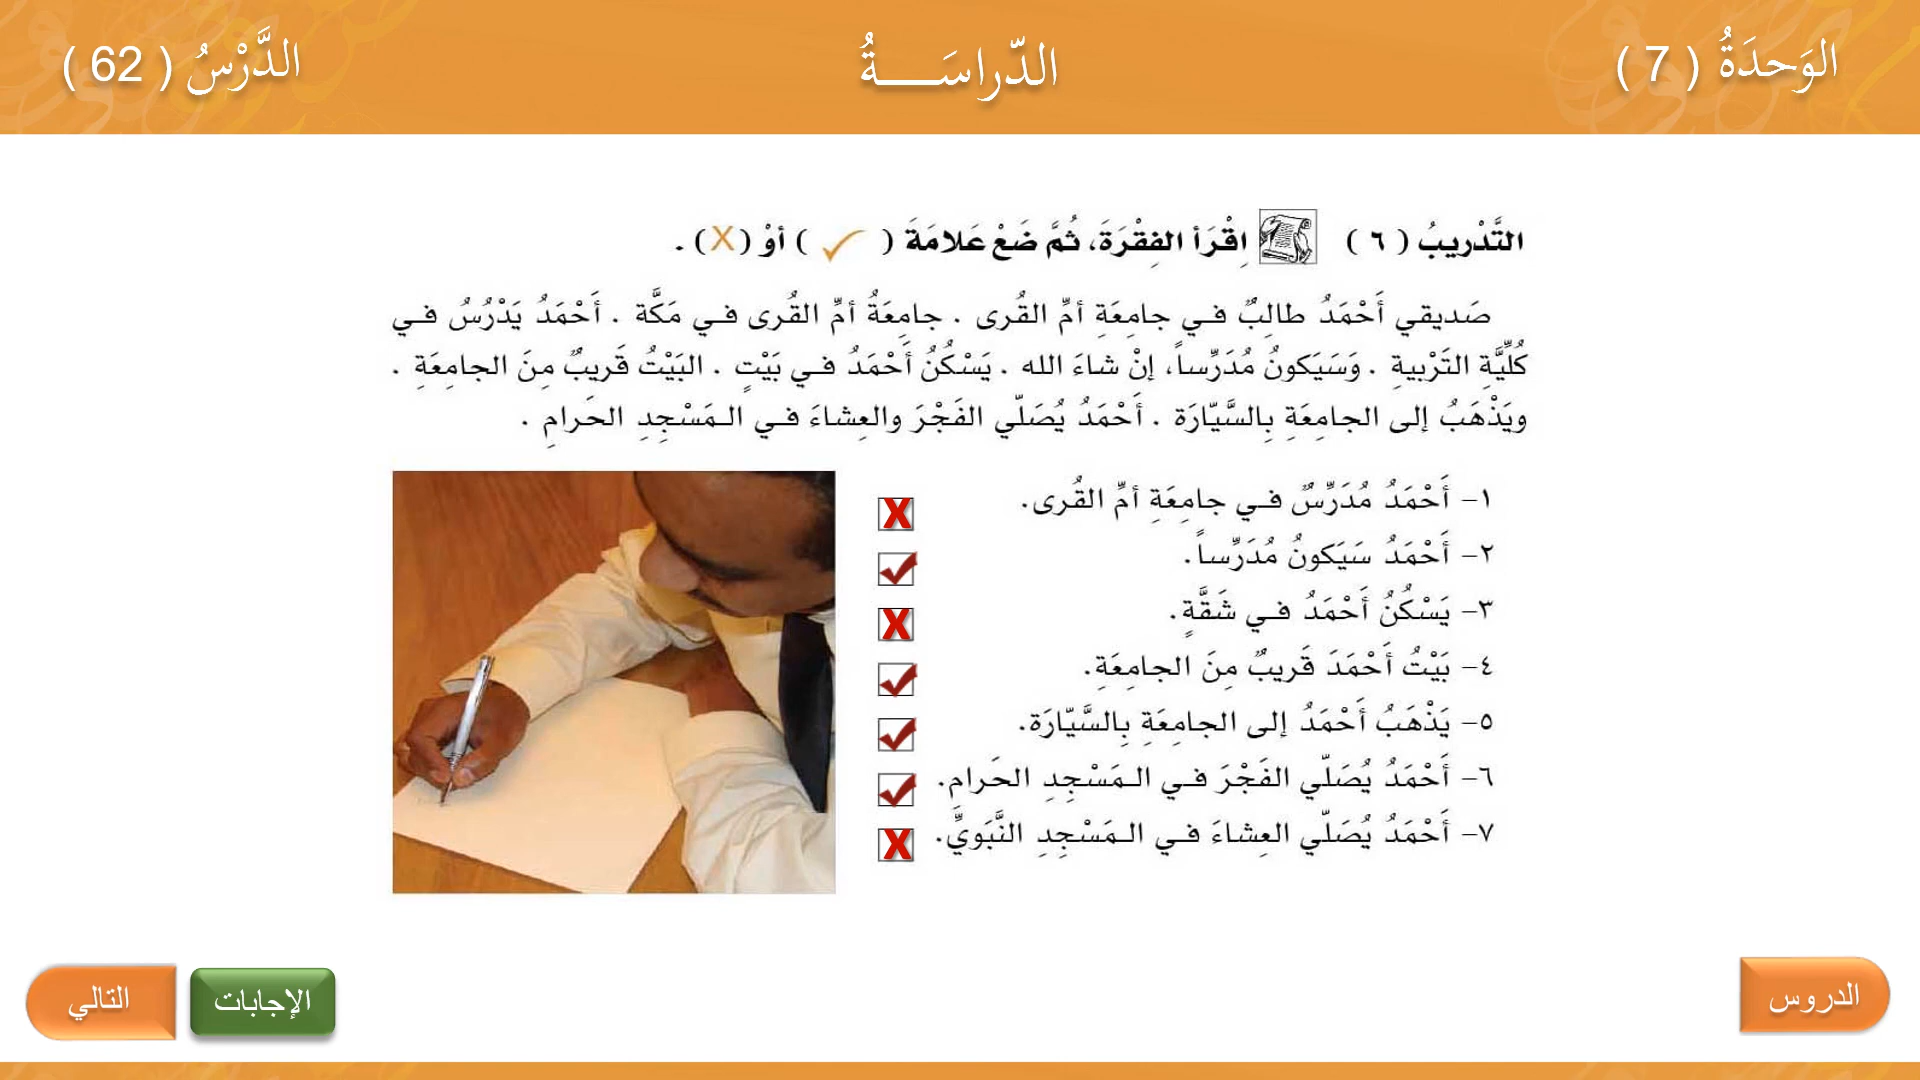 الوَحدَةُ ( 7 )
الدّراسَـــــةُ
الدَّرْسُ ( 62 )
التَّدْريبُ ( ٦ ) اِقْرَأ الفِقْرَةَ، ثُمَّ ضَعْ عَلامَةَ ( ✓ ) أوْ ( X ) .
صَديقي أَحْمَدُ طالِبٌ فـي جامِعَةِ أمِّ القُرى . جامِعَةُ أمِّ القُرى فـي مَكَّة . أَحْمَدُ يَدْرُسُ فـي
كُلِّيَّةِ التَرْبيةِ . وَسَيَكونُ مُدَرِّساً، إنْ شاءَ الله . يَسْكُنُ أَحْمَدُ فـي بَيْتٍ . البَيْتُ قَريبٌ مِنَ الجامِعَةِ .
ويَذْهَبُ إلى الجامِعَةِ بِالسَّيّارَة . أَحْمَدُ يُصَلّي الفَجْرَ والعِشاءَ فـي الـمَسْجِدِ الحَرامِ .
١- أَحْمَدُ مُدَرِّسٌ فـي جامِعَةِ أمِّ القُرى. X
٢- أَحْمَدُ سَيَكونُ مُدَرِّساً. ✓
٣- يَسْكُنُ أَحْمَدُ فـي شَقَّةٍ. X
٤- بَيْتُ أَحْمَدَ قَريبٌ مِنَ الجامِعَةِ. ✓
٥- يَذْهَبُ أَحْمَدُ إلى الجامِعَةِ بِالسَّيّارَة. ✓
٦- أَحْمَدُ يُصَلّي الفَجْرَ فـي الـمَسْجِدِ الحَرامِ. ✓
٧- أَحْمَدُ يُصَلّي العِشاءَ فـي الـمَسْجِدِ النَّبَويِّ. X
الدروس
الإجابات
التالي